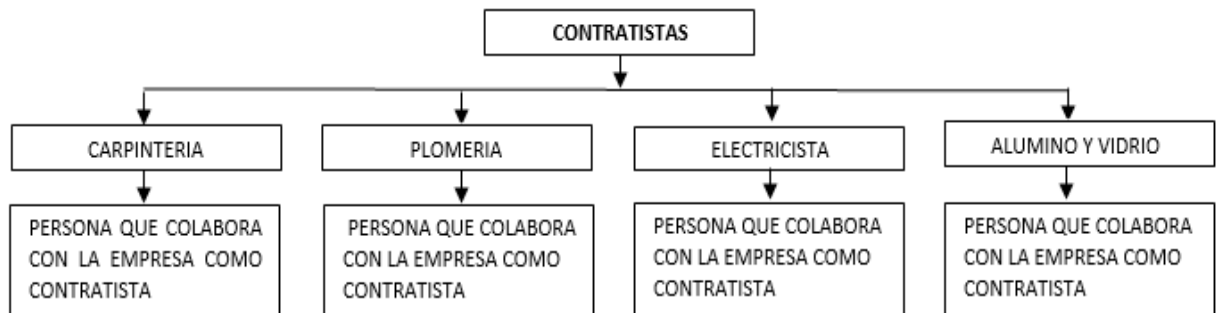 CONTRATISTAS
CARPINTERIA
PLOMERIA
ELECTRICISTA
ALUMINO Y VIDRIO
PERSONA QUE COLABORA
CON LA EMPRESA COMO
CONTRATISTA
PERSONA QUE COLABORA
CON LA EMPRESA COMO
CONTRATISTA
PERSONA QUE COLABORA
CON LA EMPRESA COMO
CONTRATISTA
PERSONA QUE COLABORA
CON LA EMPRESA COMO
CONTRATISTA